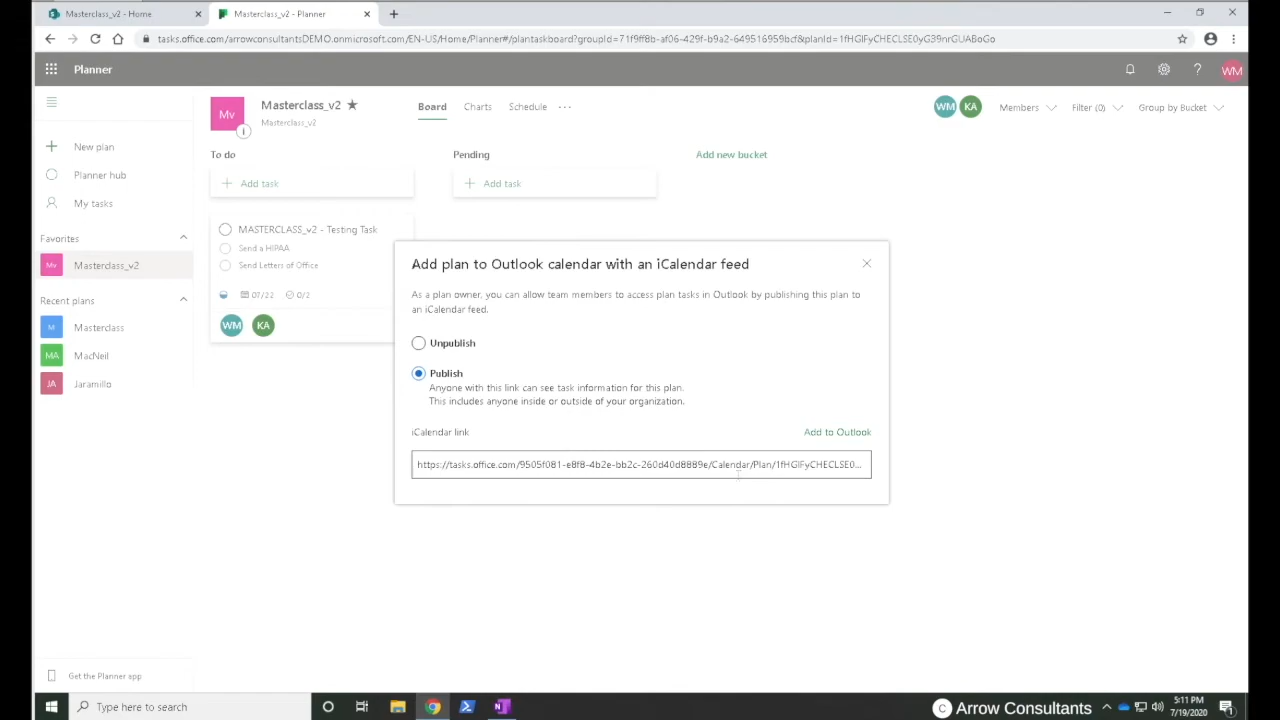 Masterclass_v2 - Home
Masterclass_v2 - Planner
tasks.office.com/arrowconsultantsDEMO.onmicrosoft.com/EN-US/Home/Planner#/plantaskboard?groupId=71f9ff8b-af06-429f-b9a2-649516959bcf&planId=1fHGlFyCHECLSE0yG39nrGUABoGo
Planner
WM
Mv
Masterclass_v2
Masterclass_v2
Board
Charts
Schedule
WM
KA
Members
Filter (0)
Group by Bucket
New plan
Planner hub
My tasks
Favorites
Mv
Masterclass_v2
Recent plans
M
Masterclass
MA
MacNeil
JA
Jaramillo
Get the Planner app
To do
Pending
Add new bucket
Add task
Add task
MASTERCLASS_v2 - Testing Task
Send a HIPAA
Send Letters of Office
07/22
0/2
WM
KA
Add plan to Outlook calendar with an iCalendar feed
As a plan owner, you can allow team members to access plan tasks in Outlook by publishing this plan to
an iCalendar feed.
Unpublish
Publish
Anyone with this link can see task information for this plan.
This includes anyone inside or outside of your organization.
iCalendar link
Add to Outlook
https://tasks.office.com/9505f081-e8f8-4b2e-bb2c-260d40d8889e/Calendar/Plan/1fHGlFyCHECLSE0...
Type here to search
Arrow Consultants
5:11 PM
7/19/2020
1